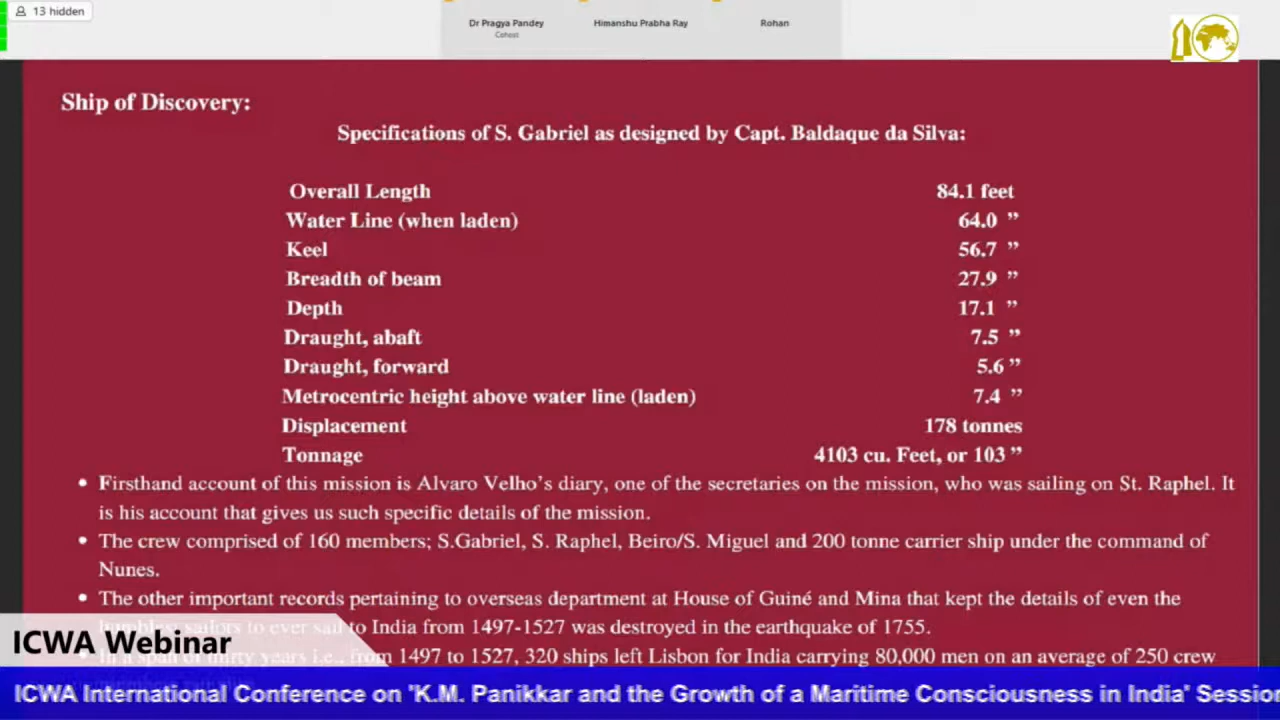 13 hidden
Dr Pragya Pandey
Cohost
Himanshu Prabha Ray
Rohan
Ship of Discovery:
Specifications of S. Gabriel as designed by Capt. Baldaque da Silva:
Overall Length 84.1 feet
Water Line (when laden) 64.0 ”
Keel 56.7 ”
Breadth of beam 27.9 ”
Depth 17.1 ”
Draught, abaft 7.5 ”
Draught, forward 5.6 ”
Metrocentric height above water line (laden) 7.4 ”
Displacement 178 tonnes
Tonnage 4103 cu. Feet, or 103 ”
• Firsthand account of this mission is Alvaro Velho’s diary, one of the secretaries on the mission, who was sailing on St. Raphel. It
is his account that gives us such specific details of the mission.
• The crew comprised of 160 members; S.Gabriel, S. Raphel, Beiro/S. Miguel and 200 tonne carrier ship under the command of
Nunes.
• The other important records pertaining to overseas department at House of Guiné and Mina that kept the details of even the
humblest sailors to ever sail to India from 1497-1527 was destroyed in the earthquake of 1755.
• In a span of thirty years i.e., from 1497 to 1527, 320 ships left Lisbon for India carrying 80,000 men on an average of 250 crew
ICWA Webinar
ICWA International Conference on 'K.M. Panikkar and the Growth of a Maritime Consciousness in India' Session